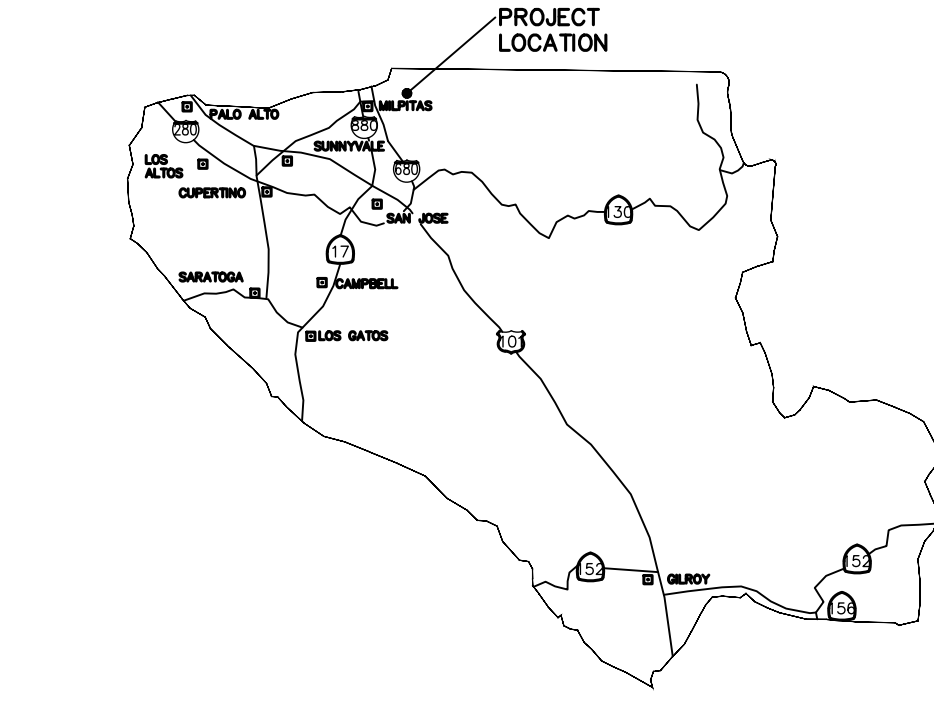 PROJECT
LOCATION
MILPITAS
PALO ALTO
880
280
SUNNYVALE
LOS
ALTOS
680
CUPERTINO
130
SAN JOSE
17
SARATOGA
CAMPBELL
LOS GATOS
101
152
152
GILROY
156